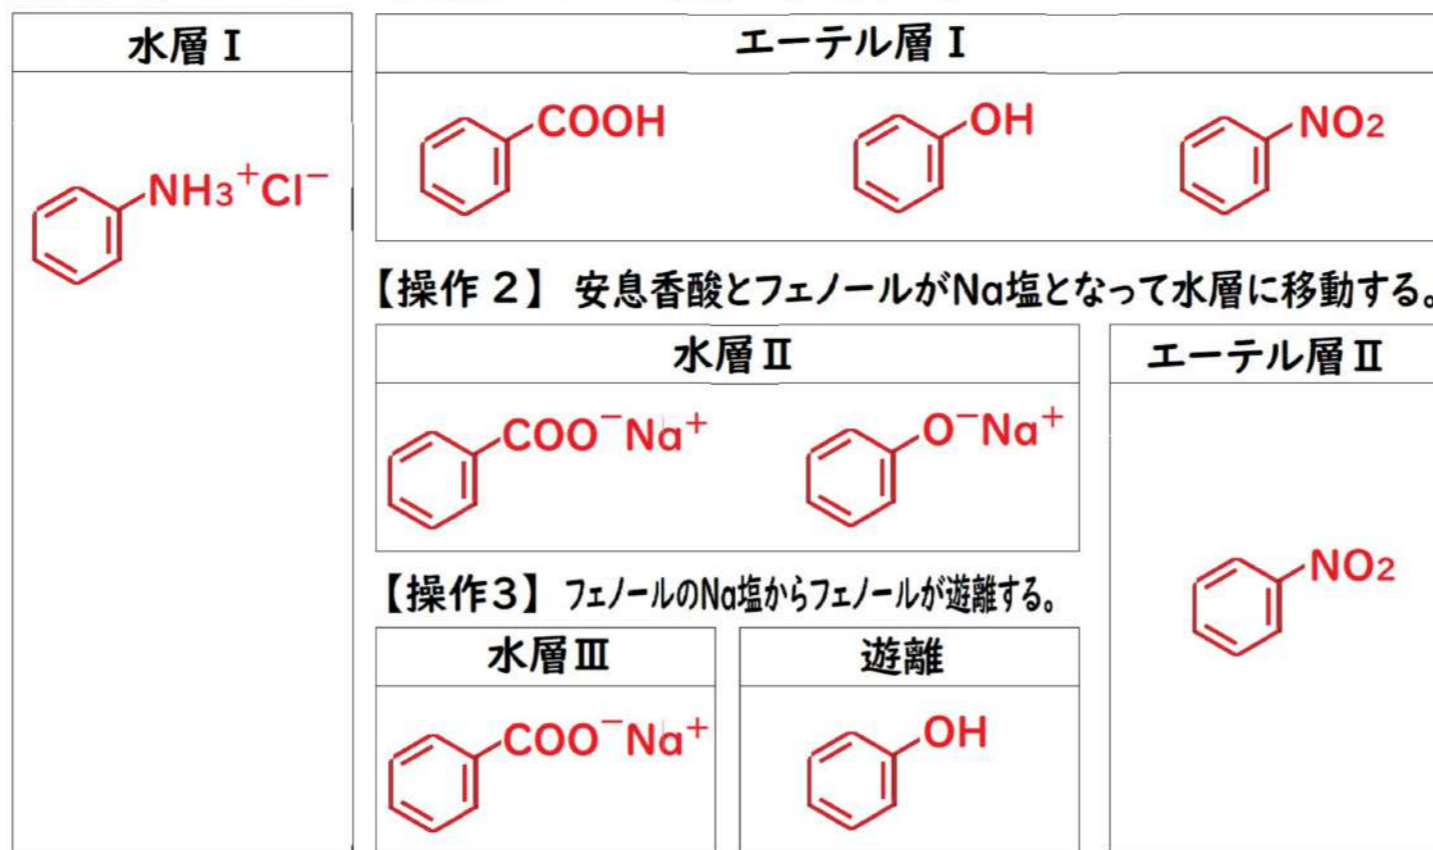 水層Ⅰ
エーテル層Ⅰ
NH3+Cl−
COOH
OH
NO2
【操作 2】 安息香酸とフェノールがNa塩となって水層に移動する。
水層Ⅱ
エーテル層Ⅱ
COO−Na+
O−Na+
NO2
【操作3】 フェノールのNa塩からフェノールが遊離する。
水層Ⅲ
遊離
COO−Na+
OH